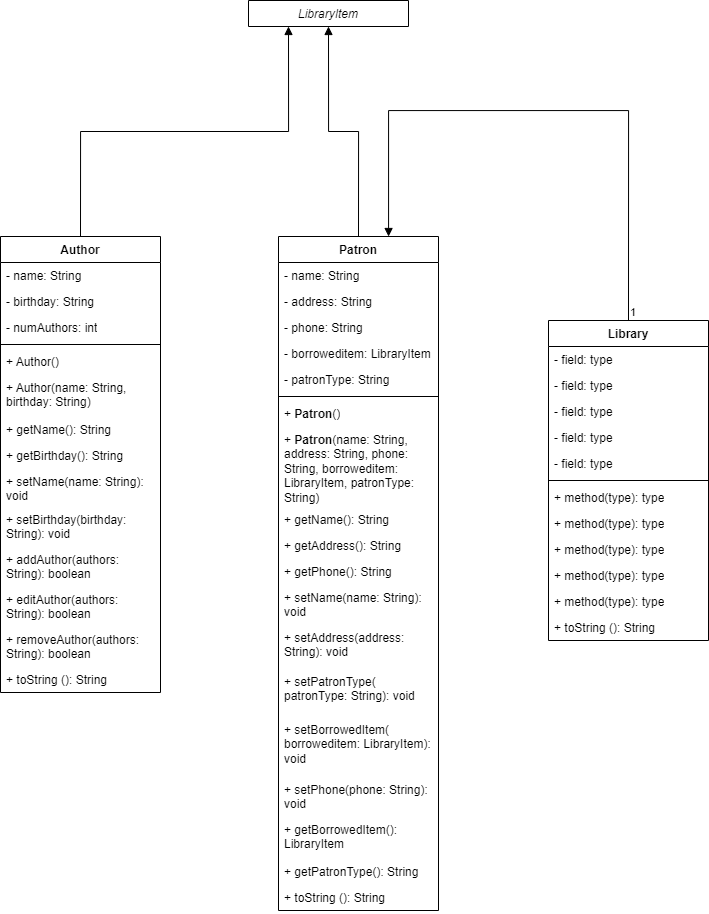 LibraryItem
Author
- name: String
- birthday: String
- numAuthors: int
+ Author()
+ Author(name: String,
birthday: String)
+ getName(): String
+ getBirthday(): String
+ setName(name: String):
void
+ setBirthday(birthday:
String): void
+ addAuthor(authors:
String): boolean
+ editAuthor(authors:
String): boolean
+ removeAuthor(authors:
String): boolean
+ toString (): String
Patron
- name: String
- address: String
- phone: String
- borroweditem: LibraryItem
- patronType: String
+ Patron()
+ Patron(name: String,
address: String, phone:
String, borroweditem:
LibraryItem, patronType:
String)
+ getName(): String
+ getAddress(): String
+ getPhone(): String
+ setName(name: String):
void
+ setAddress(address:
String): void
+ setPatronType(
patronType: String): void
+ setBorrowedItem(
borroweditem: LibraryItem):
void
+ setPhone(phone: String):
void
+ getBorrowedItem():
LibraryItem
+ getPatronType(): String
+ toString (): String
1
Library
- field: type
- field: type
- field: type
- field: type
- field: type
+ method(type): type
+ method(type): type
+ method(type): type
+ method(type): type
+ method(type): type
+ toString (): String